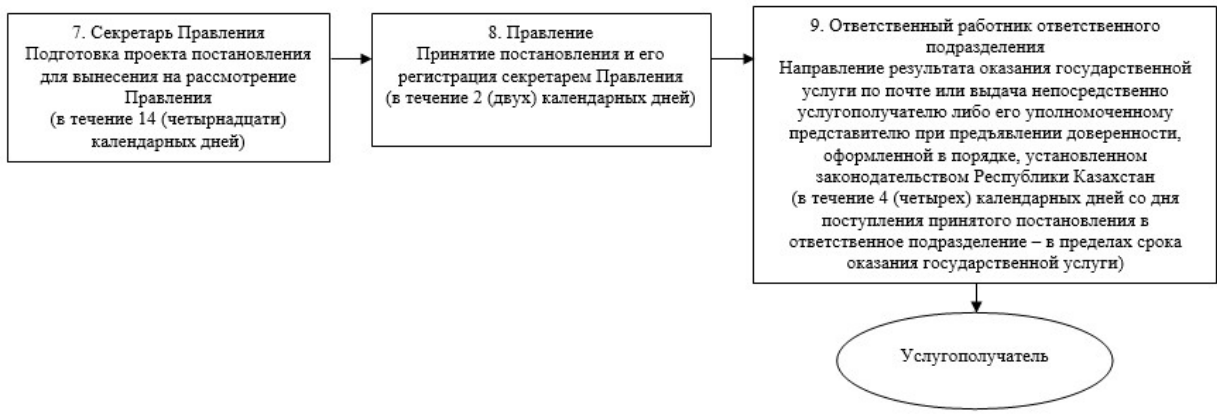 7. Секретарь Правления
Подготовка проекта постановления
для вынесения на рассмотрение
Правления
(в течение 14 (четырнадцати)
календарных дней)
8. Правление
Принятие постановления и его
регистрация секретарем Правления
(в течение 2 (двух) календарных дней)
9. Ответственный работник ответственного
подразделения
Направление результата оказания государственной
услуги по почте или выдача непосредственно
услугополучателю либо его уполномоченному
представителю при предъявлении доверенности,
оформленной в порядке, установленном
законодательством Республики Казахстан
(в течение 4 (четырех) календарных дней со дня
поступления принятого постановления в
ответственное подразделение – в пределах срока
оказания государственной услуги)
Услугополучатель